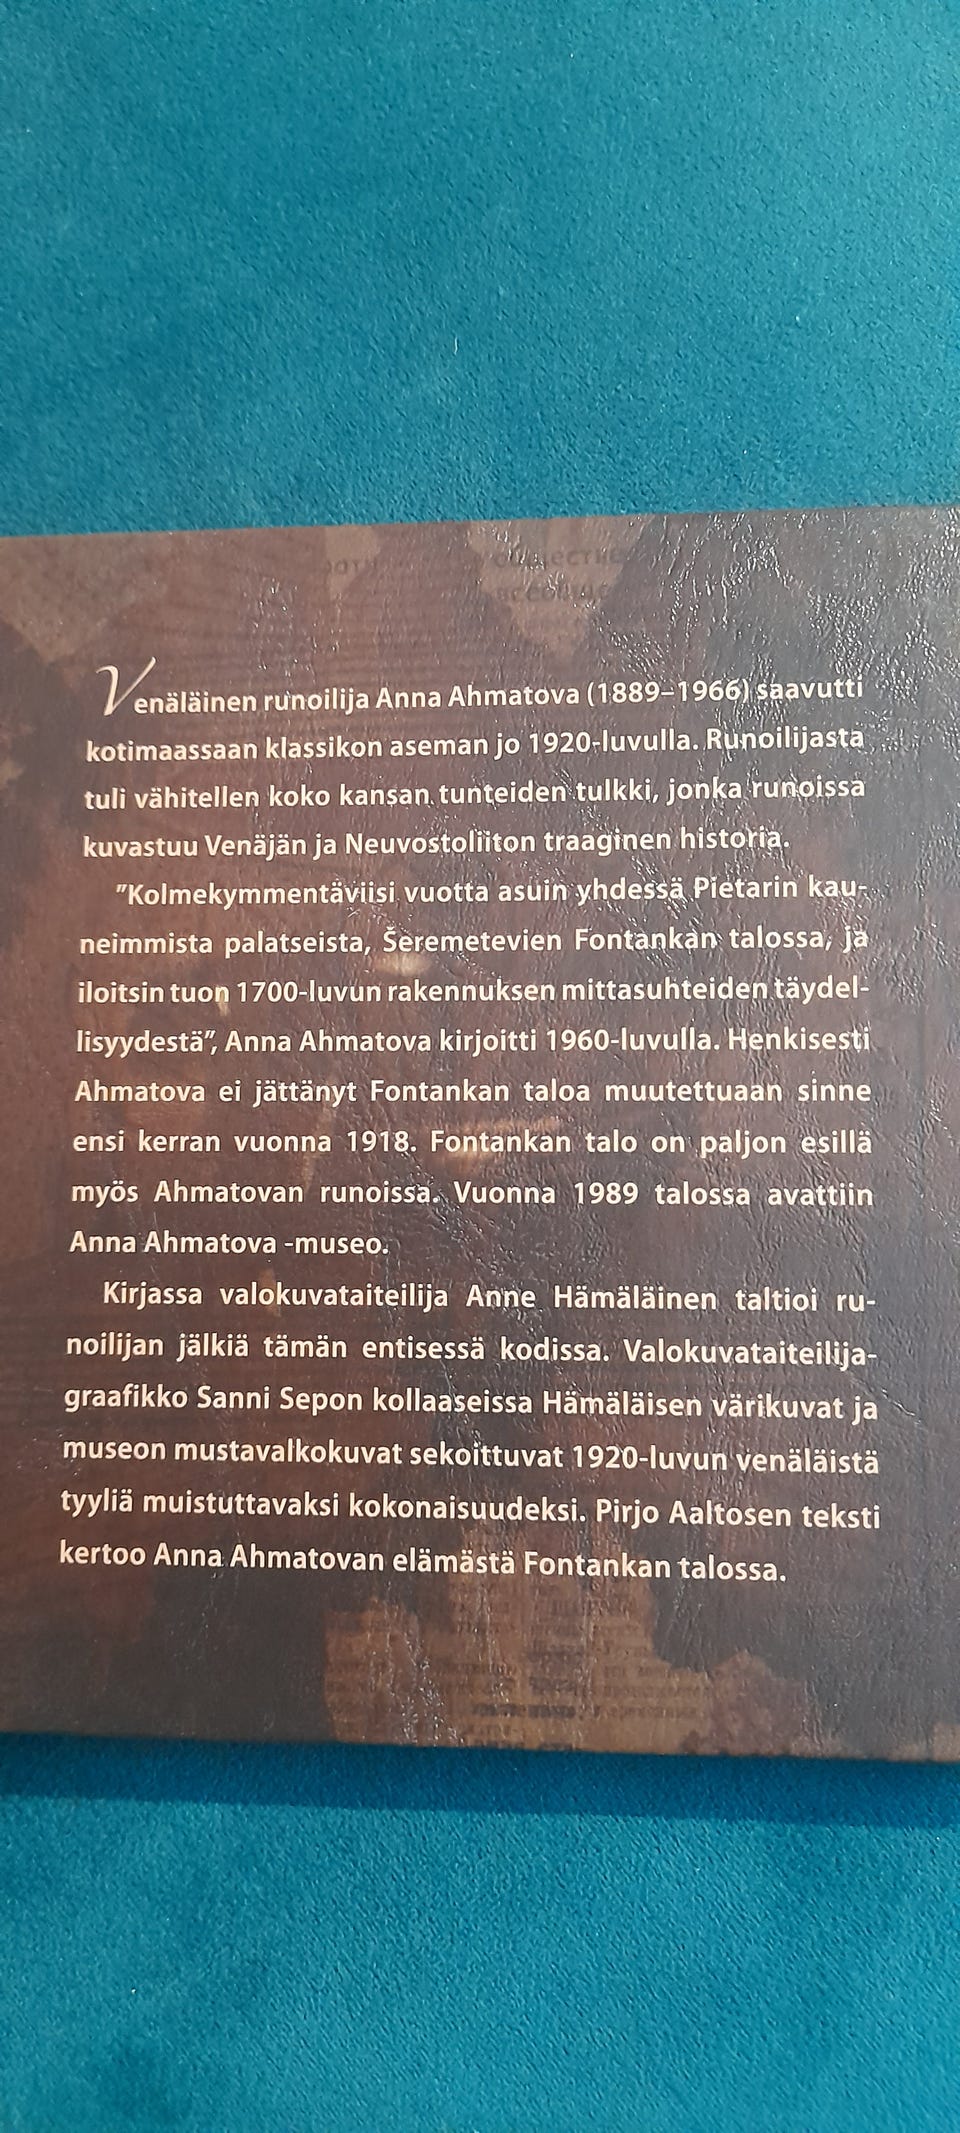 Venäläinen runoilija Anna Ahmatova (1889–1966) saavutti
kotimaassaan klassikon aseman jo 1920-luvulla. Runoilijasta
tuli vähitellen koko kansan tunteiden tulkki, jonka runoissa
kuvastuu Venäjän ja Neuvostoliiton traaginen historia.
”Kolmekymmentäviisi vuotta asuin yhdessä Pietarin kau-
neimmista palatseista, Šeremetevien Fontankan talossa, ja
iloitsin tuon 1700-luvun rakennuksen mittasuhteiden täydel-
lisyydestä”, Anna Ahmatova kirjoitti 1960-luvulla. Henkisesti
Ahmatova ei jättänyt Fontankan taloa muutettuaan sinne
ensi kerran vuonna 1918. Fontankan talo on paljon esillä
myös Ahmatovan runoissa. Vuonna 1989 talossa avattiin
Anna Ahmatova -museo.
Kirjassa valokuvataiteilija Anne Hämäläinen taltioi ru-
noilijan jälkiä tämän entisessä kodissa. Valokuvataiteilija-
graafikko Sanni Sepon kollaaseissa Hämäläisen värikuvat ja
museon mustavalkokuvat sekoittuvat 1920-luvun venäläistä
tyyliä muistuttavaksi kokonaisuudeksi. Pirjo Aaltosen teksti
kertoo Anna Ahmatovan elämästä Fontankan talossa.